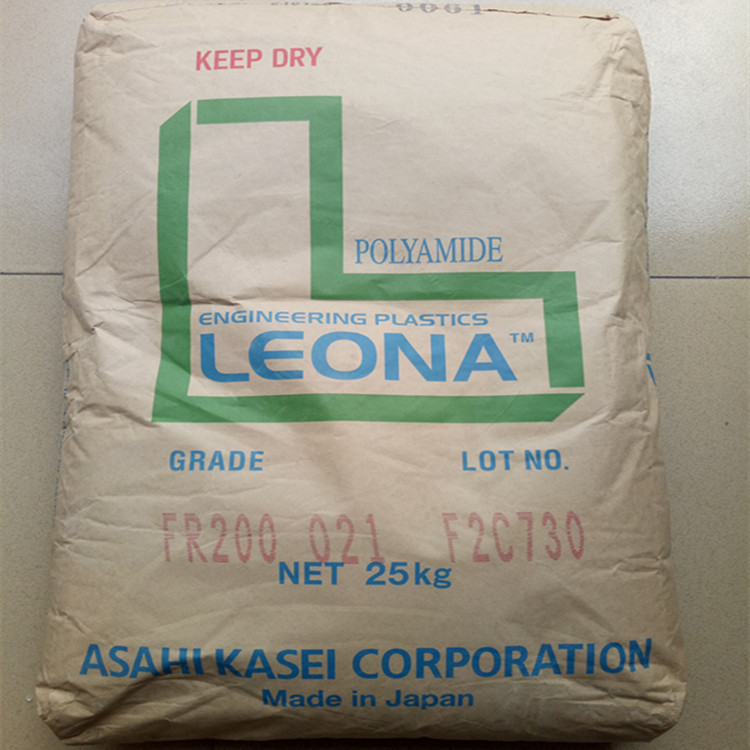 0061
KEEP DRY
POLYAMIDE
ENGINEERING PLASTICS
LEONA™
GRADE LOT NO.
FR200 021 F2C730
NET 25kg
ASAHI KASEI CORPORATION
Made in Japan